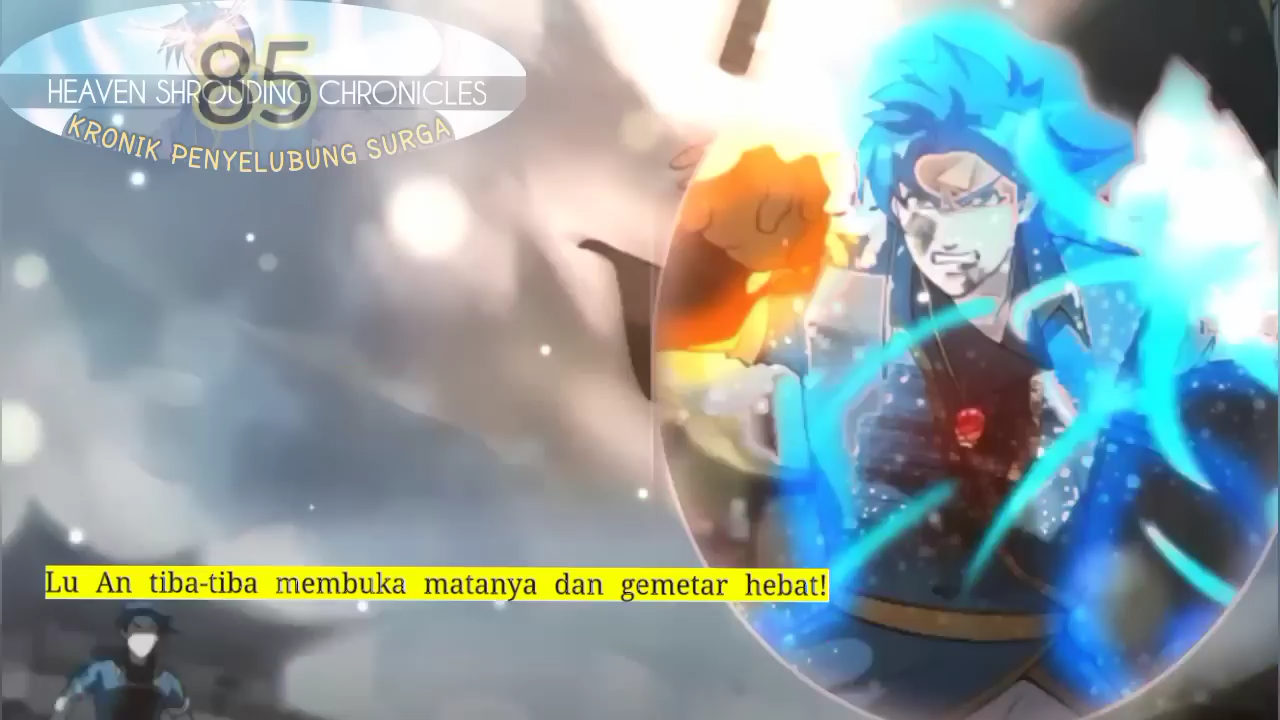 85
HEAVEN SHROUDING CHRONICLES
KRONIK PENYELUBUNG SURGA
Lu An tiba-tiba membuka matanya dan gemetar hebat!